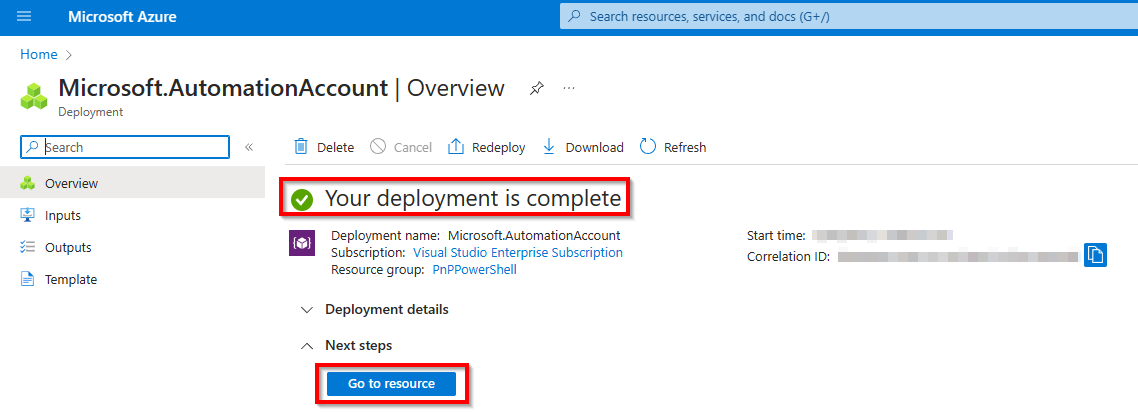 Microsoft Azure
Search resources, services, and docs (G+/)
Home
Microsoft.AutomationAccount | Overview
Deployment
Search
Delete
Cancel
Redeploy
Download
Refresh
Overview
Inputs
Outputs
Template
Your deployment is complete
Deployment name: Microsoft.AutomationAccount
Subscription: Visual Studio Enterprise Subscription
Resource group: PnPPowerShell
Start time:
Correlation ID:
Deployment details
Next steps
Go to resource